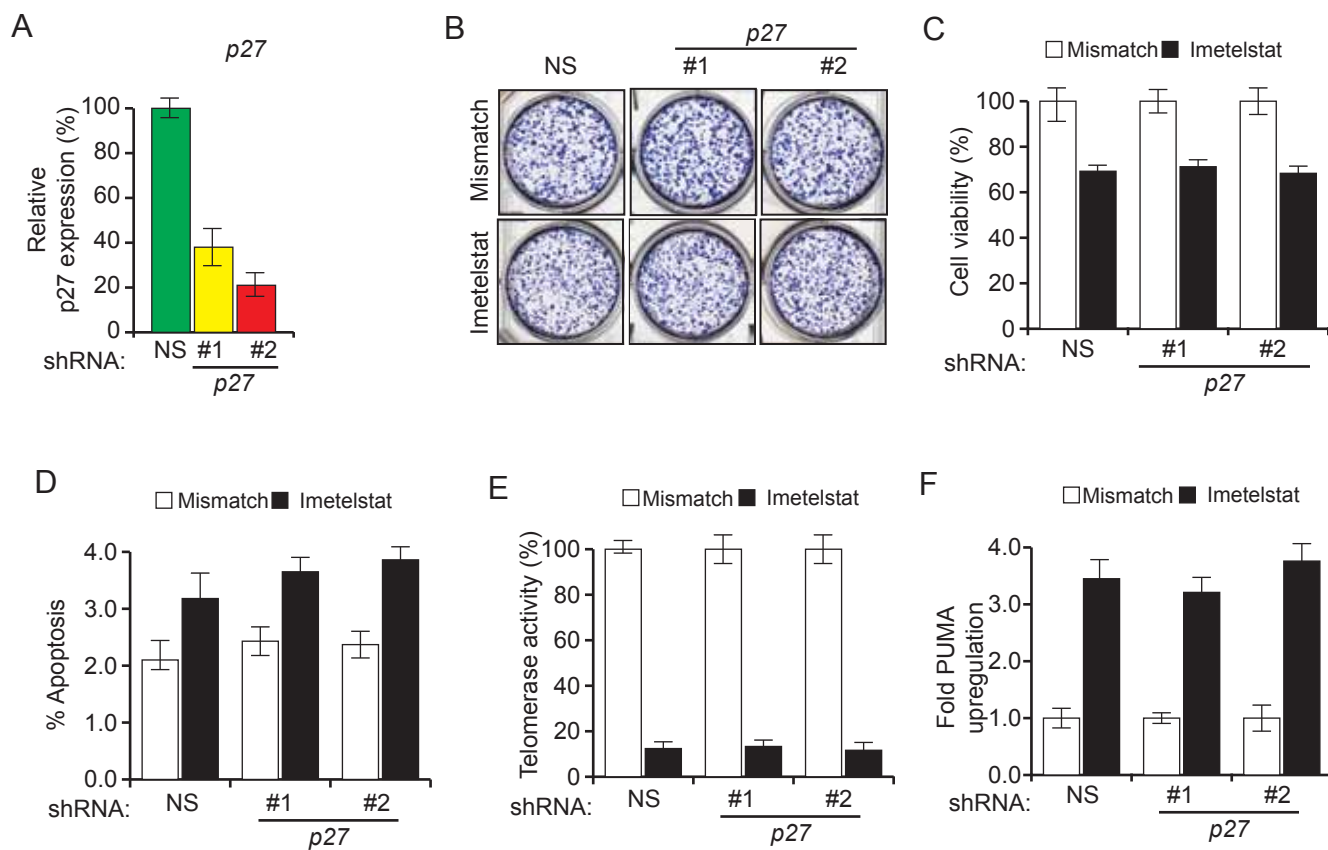 A
p27
Relative
p27 expression (%)
100
80
60
40
20
0
shRNA:
NS
#1
#2
p27
B
p27
NS
#1
#2
Mismatch
Imetelstat
C
Mismatch
Imetelstat
Cell viability (%)
100
80
60
40
20
0
shRNA:
NS
#1
#2
p27
D
Mismatch
Imetelstat
% Apoptosis
4.0
3.0
2.0
1.0
0.0
shRNA:
NS
#1
#2
p27
E
Mismatch
Imetelstat
Telomerase activity (%)
100
80
60
40
20
0
shRNA:
NS
#1
#2
p27
F
Mismatch
Imetelstat
Fold PUMA
upregulation
4.0
3.0
2.0
1.0
0.0
shRNA:
NS
#1
#2
p27